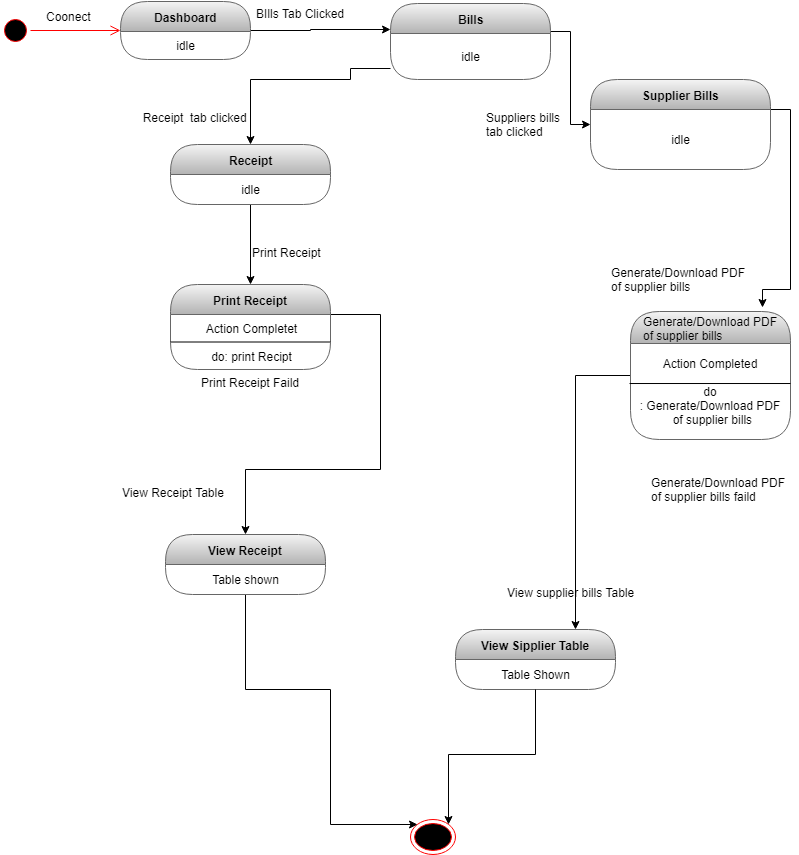 Coonect
Dashboard
idle
BIlls Tab Clicked
Bills
idle
Receipt  tab clicked
Suppliers bills
tab clicked
Supplier Bills
idle
Receipt
idle
Print Receipt
Generate/Download PDF
of supplier bills
Print Receipt
Action Completet
do: print Recipt
Print Receipt Faild
Generate/Download PDF
of supplier bills
Action Completed
do
: Generate/Download PDF
of supplier bills
View Receipt Table
Generate/Download PDF
of supplier bills faild
View Receipt
Table shown
View supplier bills Table
View Sipplier Table
Table Shown